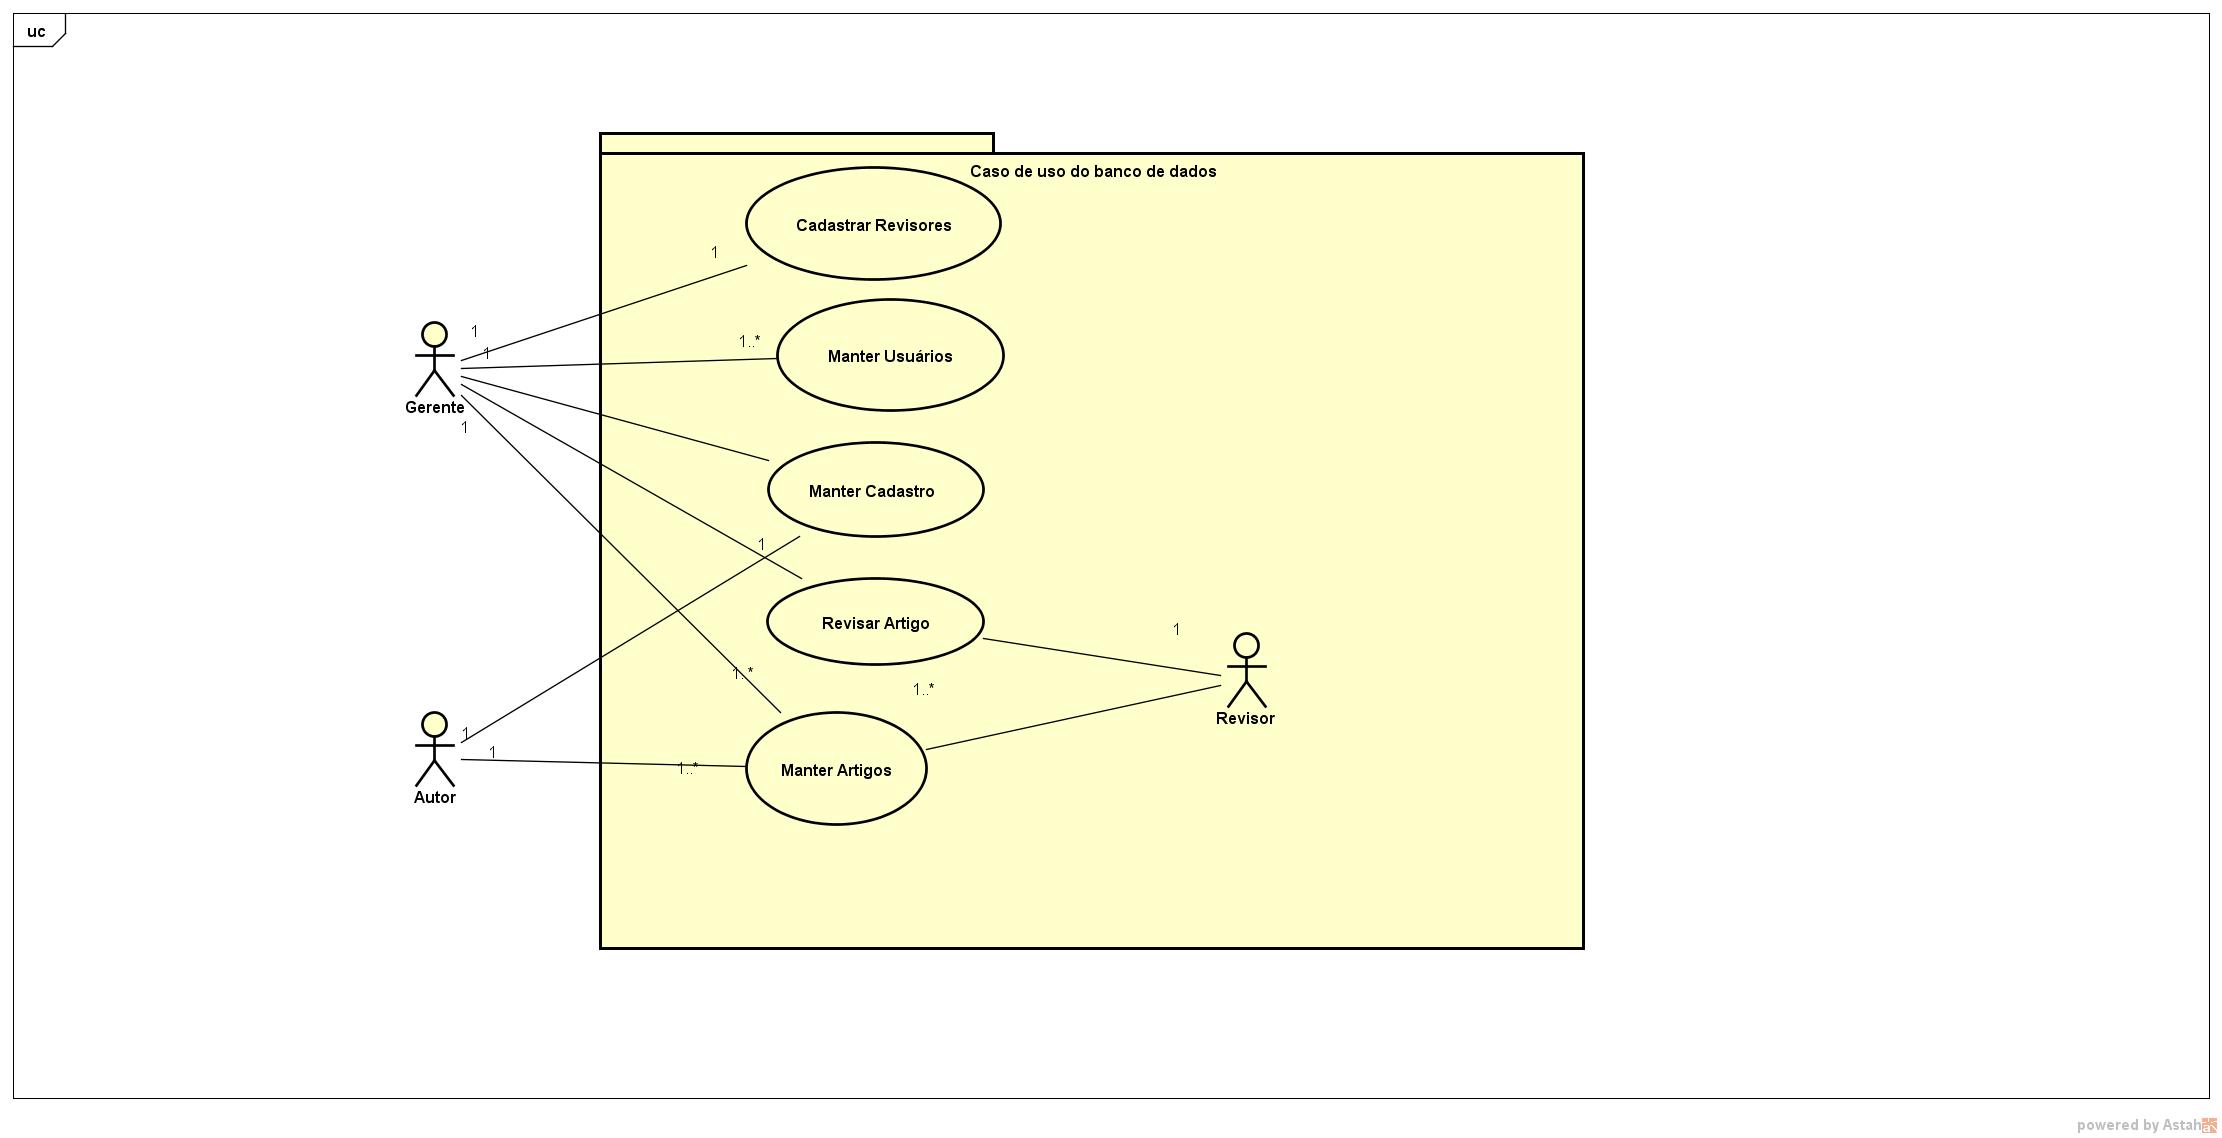 uc
Caso de uso do banco de dados
Cadastrar Revisores
1
1
1
1..*
Manter Usuários
Gerente
1
Manter Cadastro
1
Revisar Artigo
1
1..*
1..*
Revisor
1
1
1..*
Manter Artigos
Autor
powered by Astah